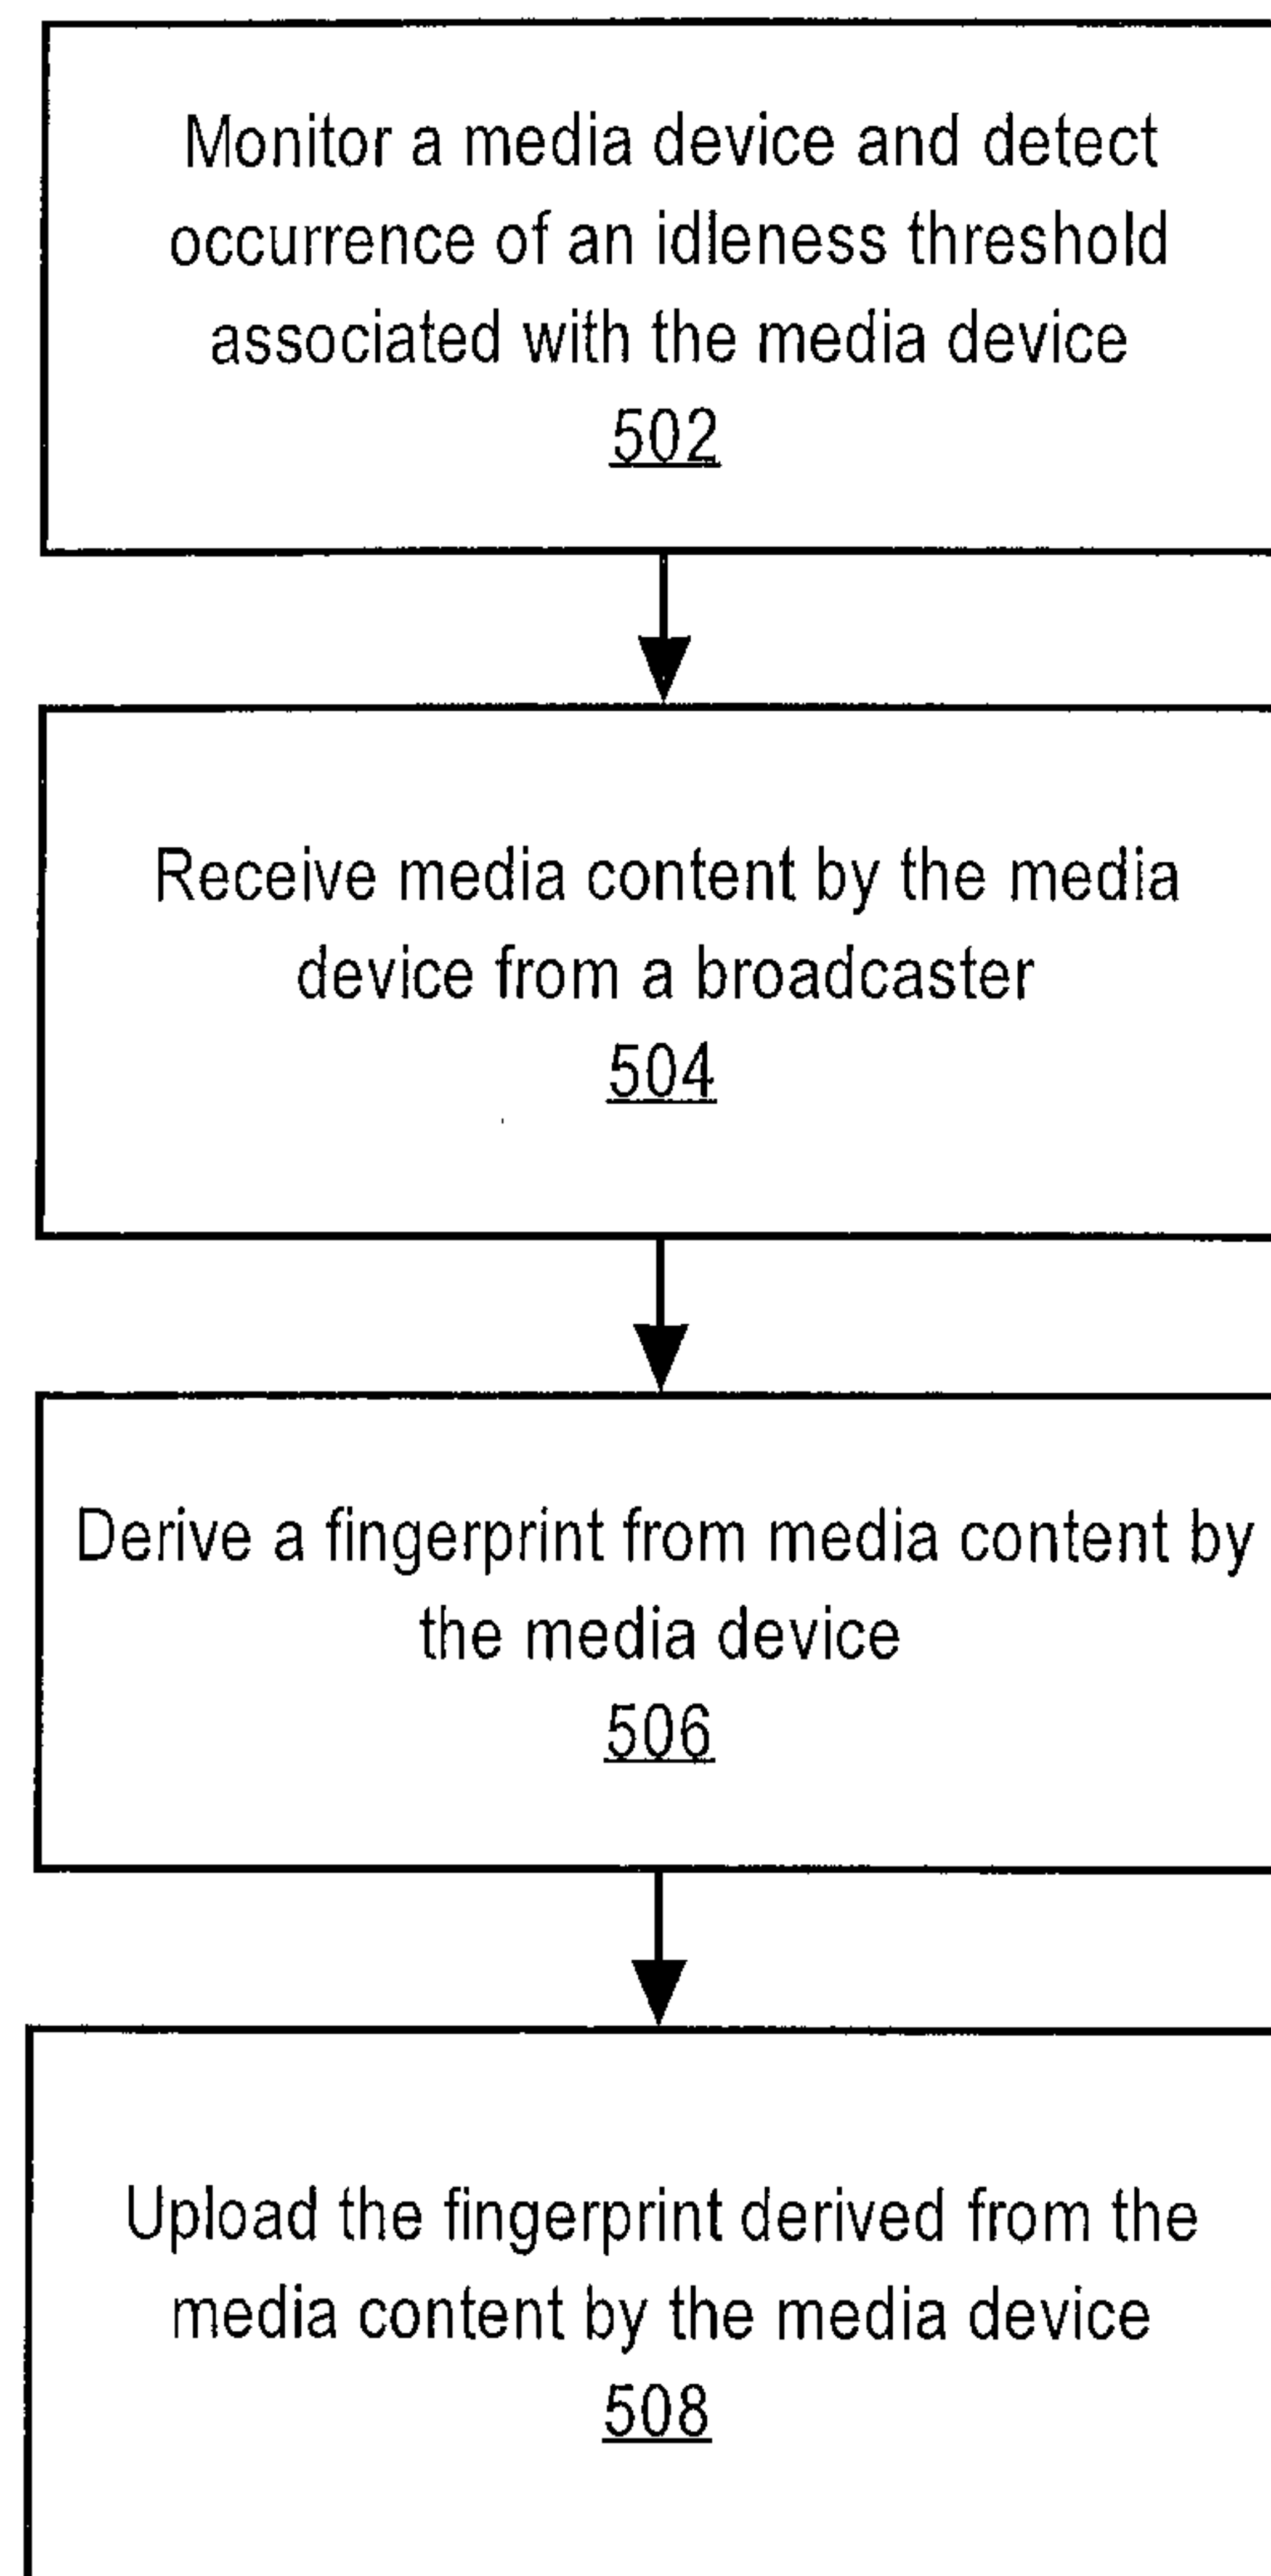 Monitor a media device and detect
occurrence of an idleness threshold
associated with the media device
502
Receive media content by the media
device from a broadcaster
504
Derive a fingerprint from media content by
the media device
506
Upload the fingerprint derived from the
media content by the media device
508